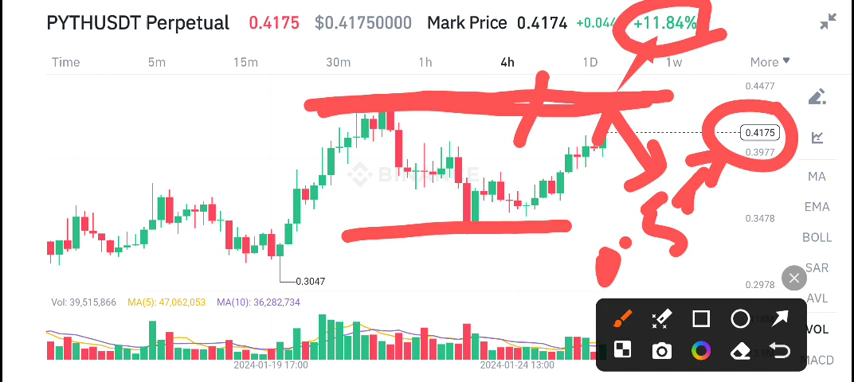 PYTHUSDT Perpetual 0.4175 $0.41750000 Mark Price 0.4174 +0.044 +11.84%
Time 5m 15m 30m 1h 4h 1D 1w More
0.4477
0.4175
0.3977
MA
BINANCE
EMA
0.3478
BOLL
SAR
0.3047
0.2978
AVL
Vol: 39,515,866 MA(5): 47,062,053 MA(10): 36,282,734
VOL
MACD
2024-01-19 17:00 2024-01-24 13:00